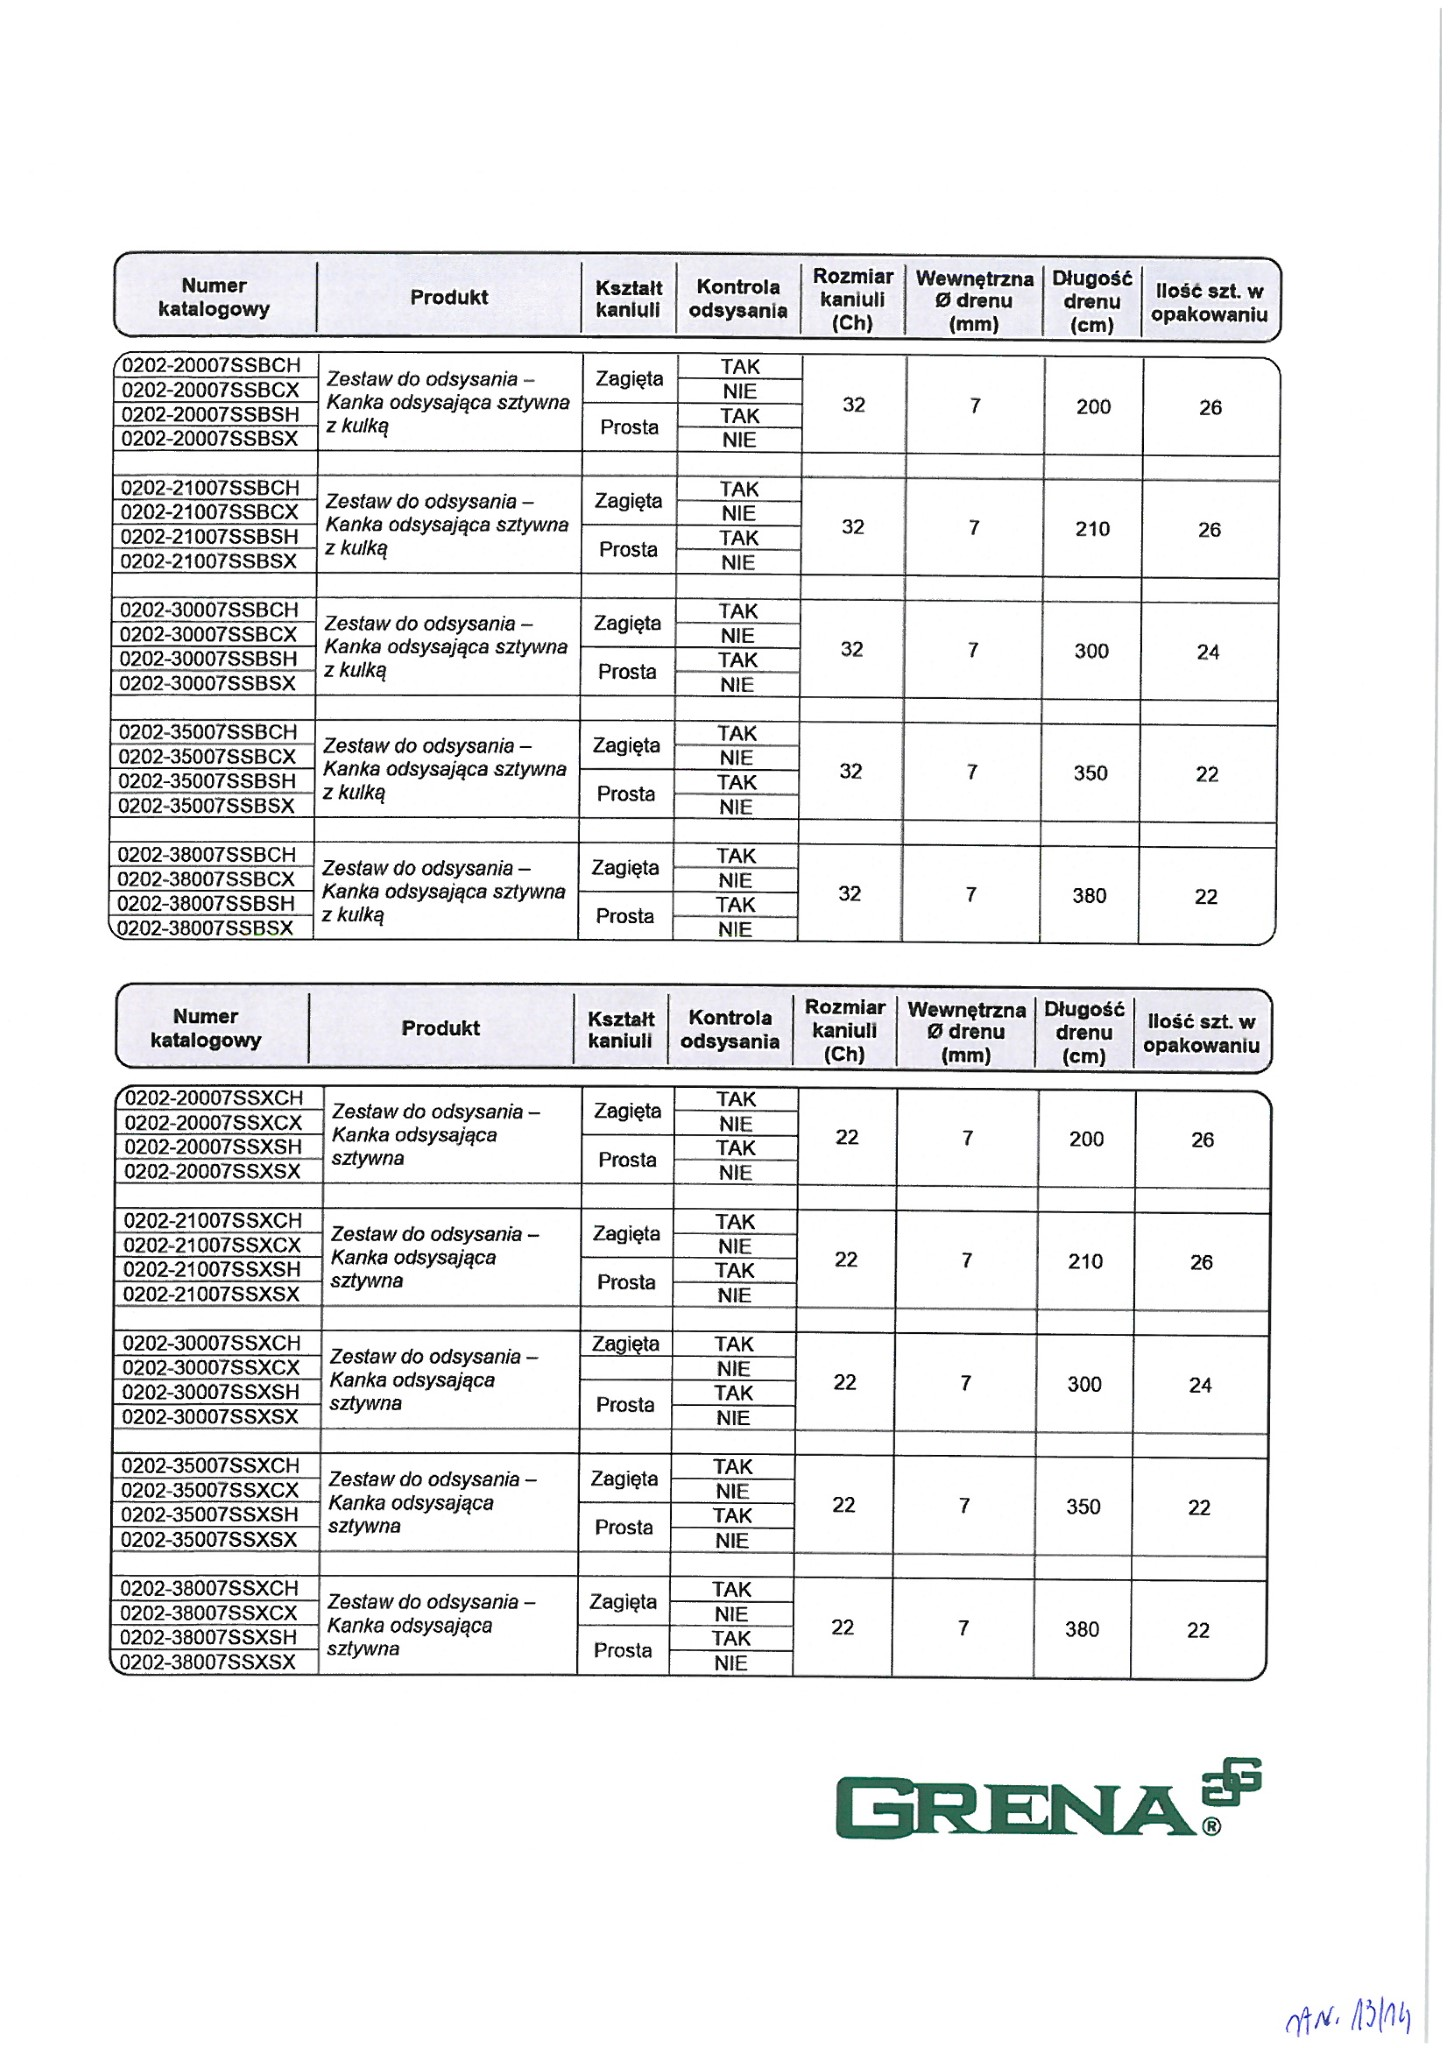 Numer katalogowy | Produkt | Kształt kaniuli | Kontrola odsysania | Rozmiar kaniuli (Ch) | Wewnętrzna Ø drenu (mm) | Długość drenu (cm) | Ilość szt. w opakowaniu
0202-20007SSBCH | Zestaw do odsysania – Kanka odsysająca sztywna z kulką | Zagięta | TAK | 32 | 7 | 200 | 26
0202-20007SSBCX | NIE
0202-20007SSBSH | Prosta | TAK
0202-20007SSBSX | NIE
0202-21007SSBCH | Zestaw do odsysania – Kanka odsysająca sztywna z kulką | Zagięta | TAK | 32 | 7 | 210 | 26
0202-21007SSBCX | NIE
0202-21007SSBSH | Prosta | TAK
0202-21007SSBSX | NIE
0202-30007SSBCH | Zestaw do odsysania – Kanka odsysająca sztywna z kulką | Zagięta | TAK | 32 | 7 | 300 | 24
0202-30007SSBCX | NIE
0202-30007SSBSH | Prosta | TAK
0202-30007SSBSX | NIE
0202-35007SSBCH | Zestaw do odsysania – Kanka odsysająca sztywna z kulką | Zagięta | TAK | 32 | 7 | 350 | 22
0202-35007SSBCX | NIE
0202-35007SSBSH | Prosta | TAK
0202-35007SSBSX | NIE
0202-38007SSBCH | Zestaw do odsysania – Kanka odsysająca sztywna z kulką | Zagięta | TAK | 32 | 7 | 380 | 22
0202-38007SSBCX | NIE
0202-38007SSBSH | Prosta | TAK
0202-38007SSBSX | NIE
Numer katalogowy | Produkt | Kształt kaniuli | Kontrola odsysania | Rozmiar kaniuli (Ch) | Wewnętrzna Ø drenu (mm) | Długość drenu (cm) | Ilość szt. w opakowaniu
0202-20007SSXCH | Zestaw do odsysania – Kanka odsysająca sztywna | Zagięta | TAK | 22 | 7 | 200 | 26
0202-20007SSXCX | NIE
0202-20007SSXSH | Prosta | TAK
0202-20007SSXSX | NIE
0202-21007SSXCH | Zestaw do odsysania – Kanka odsysająca sztywna | Zagięta | TAK | 22 | 7 | 210 | 26
0202-21007SSXCX | NIE
0202-21007SSXSH | Prosta | TAK
0202-21007SSXSX | NIE
0202-30007SSXCH | Zestaw do odsysania – Kanka odsysająca sztywna | Zagięta | TAK | 22 | 7 | 300 | 24
0202-30007SSXCX | NIE
0202-30007SSXSH | Prosta | TAK
0202-30007SSXSX | NIE
0202-35007SSXCH | Zestaw do odsysania – Kanka odsysająca sztywna | Zagięta | TAK | 22 | 7 | 350 | 22
0202-35007SSXCX | NIE
0202-35007SSXSH | Prosta | TAK
0202-35007SSXSX | NIE
0202-38007SSXCH | Zestaw do odsysania – Kanka odsysająca sztywna | Zagięta | TAK | 22 | 7 | 380 | 22
0202-38007SSXCX | NIE
0202-38007SSXSH | Prosta | TAK
0202-38007SSXSX | NIE
GRENA®
13/14